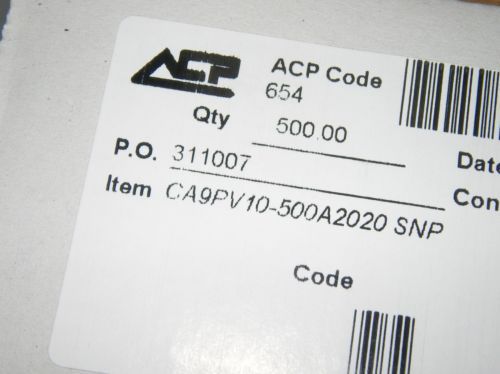 ACP
ACP Code
654
Qty 500.00
P.O. 311007
Date
Item CA9PV10-500A2020 SNP
Con
Code